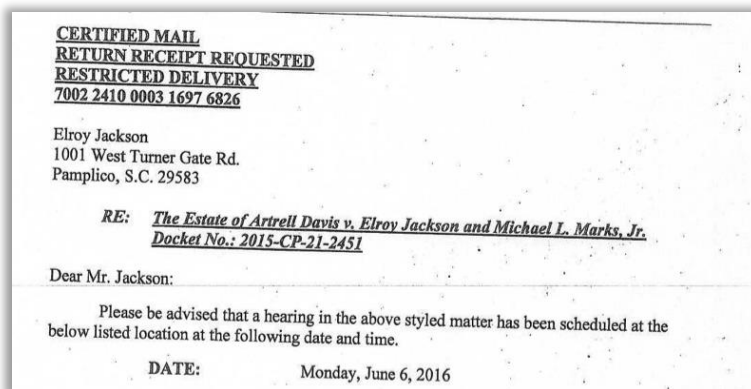 CERTIFIED MAIL
RETURN RECEIPT REQUESTED
RESTRICTED DELIVERY
7002 2410 0003 1697 6826
Elroy Jackson
1001 West Turner Gate Rd.
Pamplico, S.C. 29583
RE: The Estate of Artrell Davis v. Elroy Jackson and Michael L. Marks, Jr.
Docket No.: 2015-CP-21-2451
Dear Mr. Jackson:
Please be advised that a hearing in the above styled matter has been scheduled at the
below listed location at the following date and time.
DATE: Monday, June 6, 2016